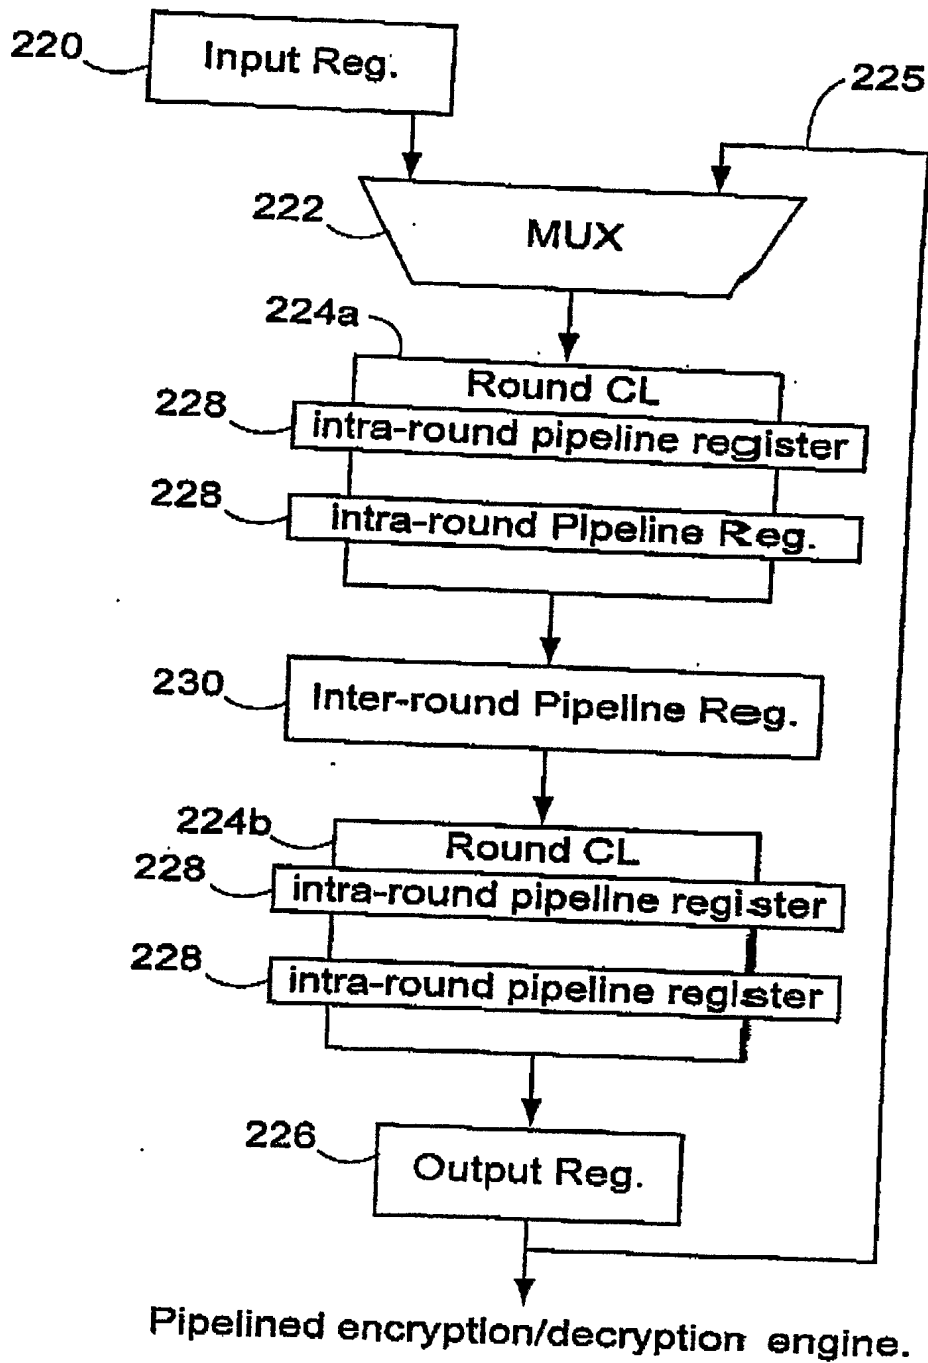 220
Input Reg.
225
222
MUX
224a
Round CL
228
intra-round pipeline register
228
intra-round Pipeline Reg.
230
Inter-round Pipeline Reg.
224b
Round CL
228
intra-round pipeline register
228
intra-round pipeline register
226
Output Reg.
Pipelined encryption/decryption engine.